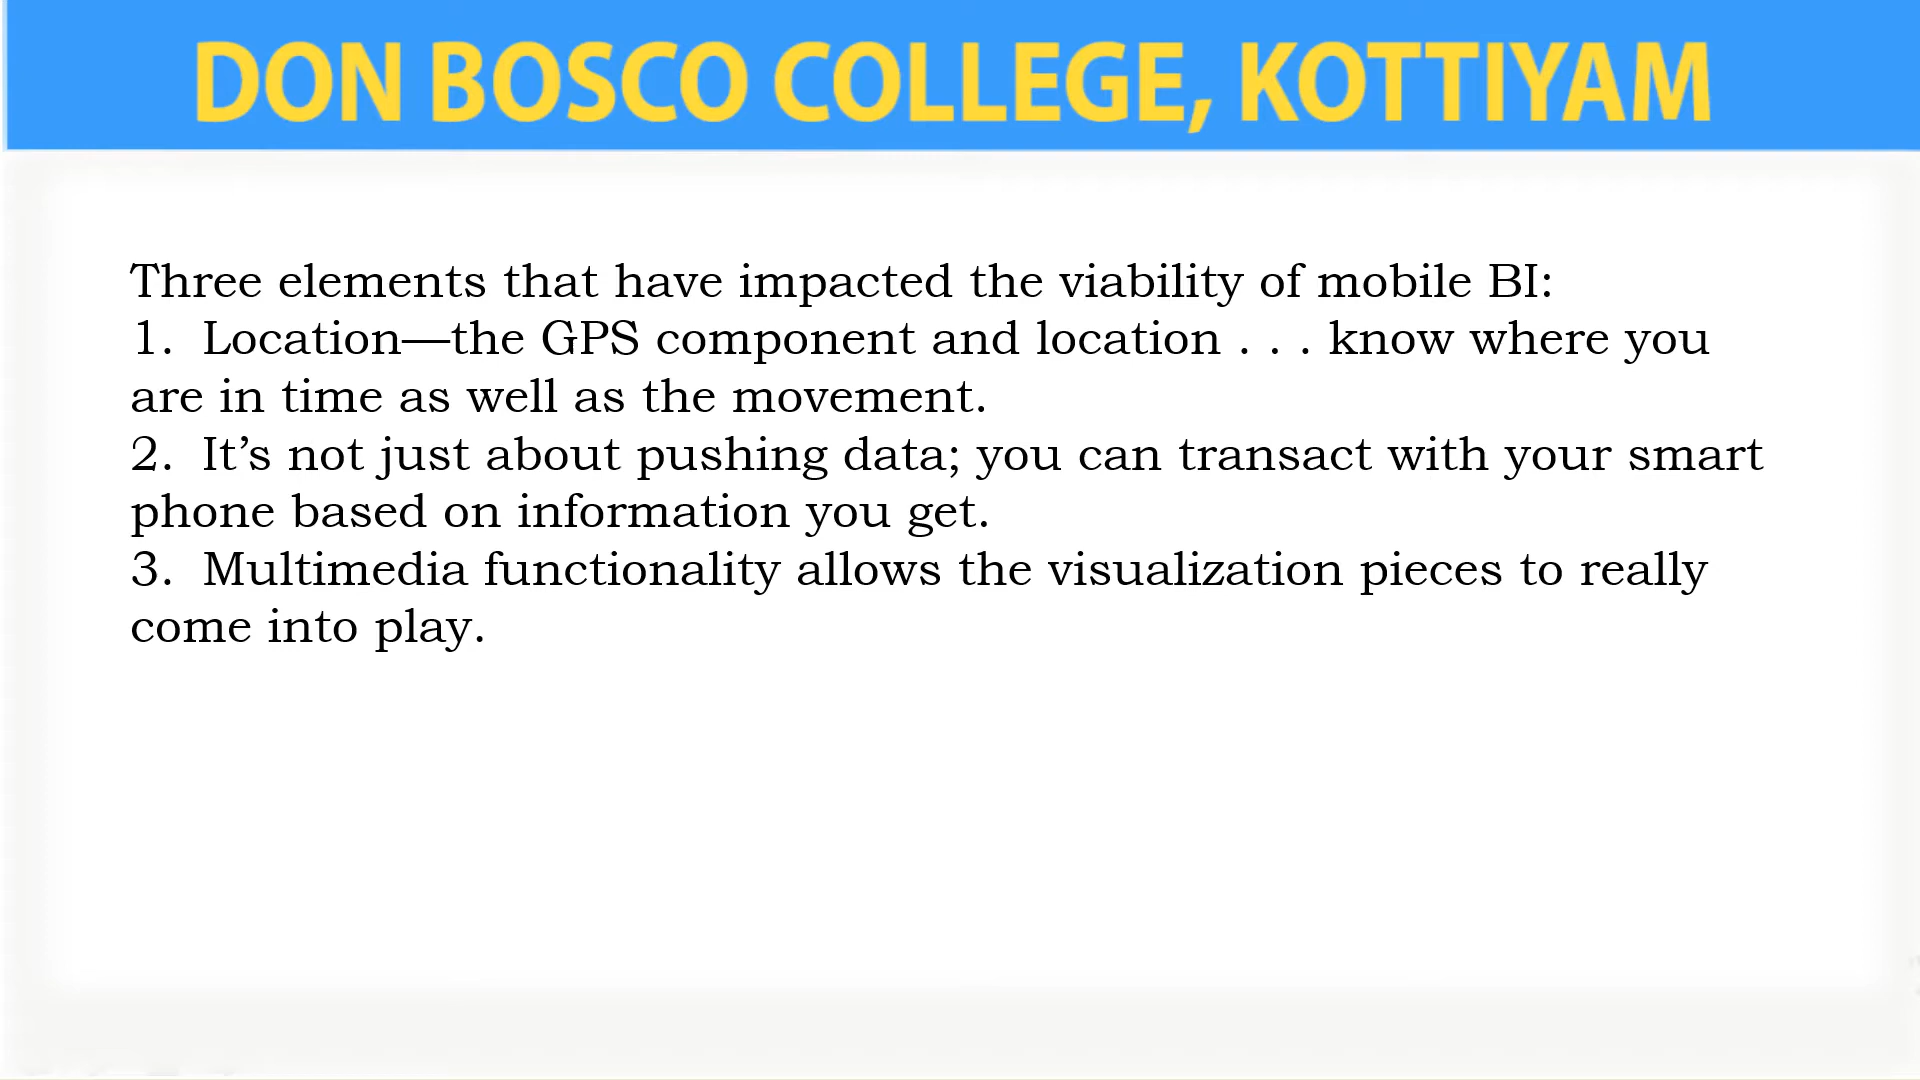 DON BOSCO COLLEGE, KOTTIYAM
Three elements that have impacted the viability of mobile BI:
1. Location—the GPS component and location . . . know where you
are in time as well as the movement.
2. It’s not just about pushing data; you can transact with your smart
phone based on information you get.
3. Multimedia functionality allows the visualization pieces to really
come into play.